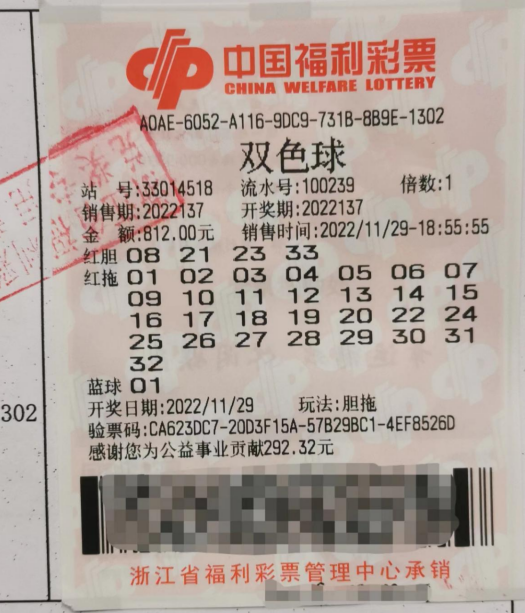 中国福利彩票
CHINA WELFARE LOTTERY
A0AE-6052-A116-9DC9-731B-8B9E-1302
双色球
站 号:33014518 流水号:100239 倍数:1
销售期:2022137 开奖期:2022137
金 额:812.00元 销售时间:2022/11/29-18:55:55
红胆 08 21 23 33
红拖 01 02 03 04 05 06 07
09 10 11 12 13 14 15
16 17 18 19 20 22 24
25 26 27 28 29 30 31
32
蓝球 01
302
开奖日期:2022/11/29 玩法:胆拖
验票码:CA623DC7-20D3F15A-57B29BC1-4EF8526D
感谢您为公益事业贡献292.32元
浙江省福利彩票管理中心承销